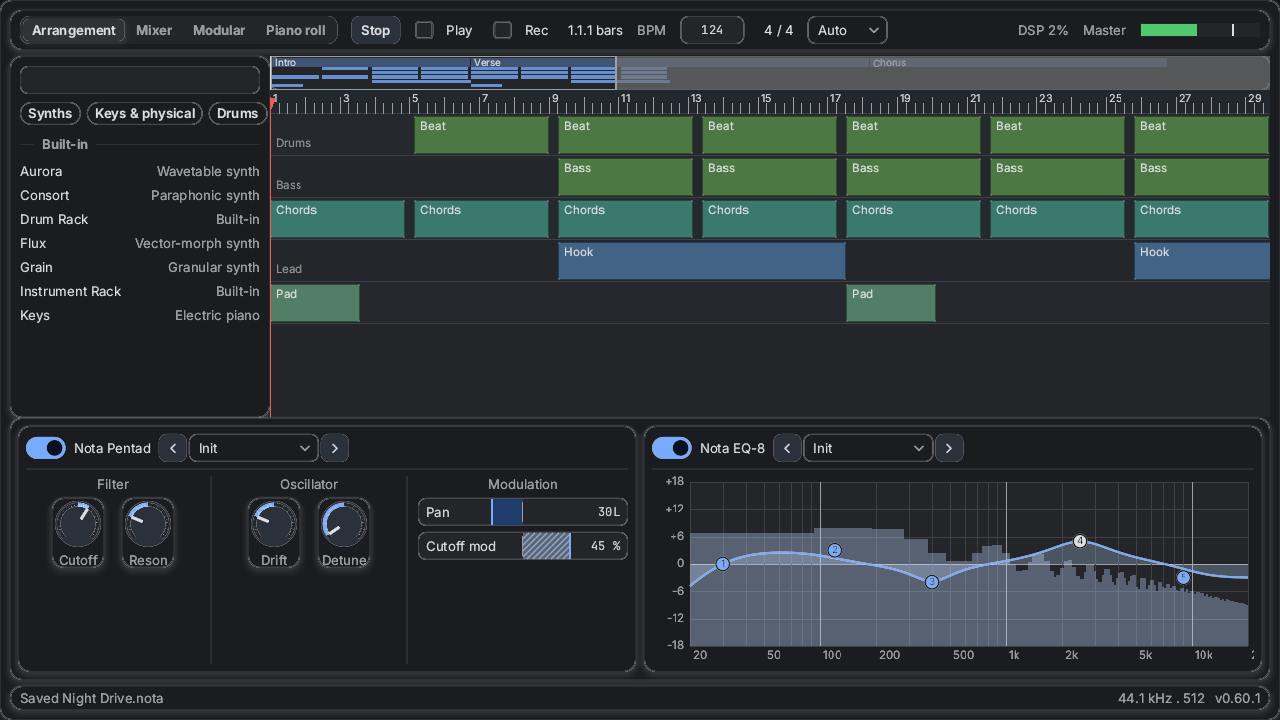 Arrangement Mixer Modular Piano roll Stop Play Rec 1.1.1 bars BPM 124 4 / 4 Auto DSP 2% Master
Intro Verse Chorus
1 3 5 7 9 11 13 15 17 19 21 23 25 27 29
Synths Keys & physical Drums
Built-in
Aurora Wavetable synth
Consort Paraphonic synth
Drum Rack Built-in
Flux Vector-morph synth
Grain Granular synth
Instrument Rack Built-in
Keys Electric piano
Drums Beat Beat Beat Beat Beat Beat
Bass Bass Bass Bass Bass Bass
Chords Chords Chords Chords Chords Chords Chords
Lead Hook Hook
Pad Pad
Nota Pentad Init
Filter Oscillator Modulation
Cutoff Reson Drift Detune
Pan 30L
Cutoff mod 45 %
Nota EQ-8 Init
+18
+12
+6
0
-6
-12
-18
1 2 3 4 5
20 50 100 200 500 1k 2k 5k 10k
Saved Night Drive.nota 44.1 kHz . 512 v0.60.1